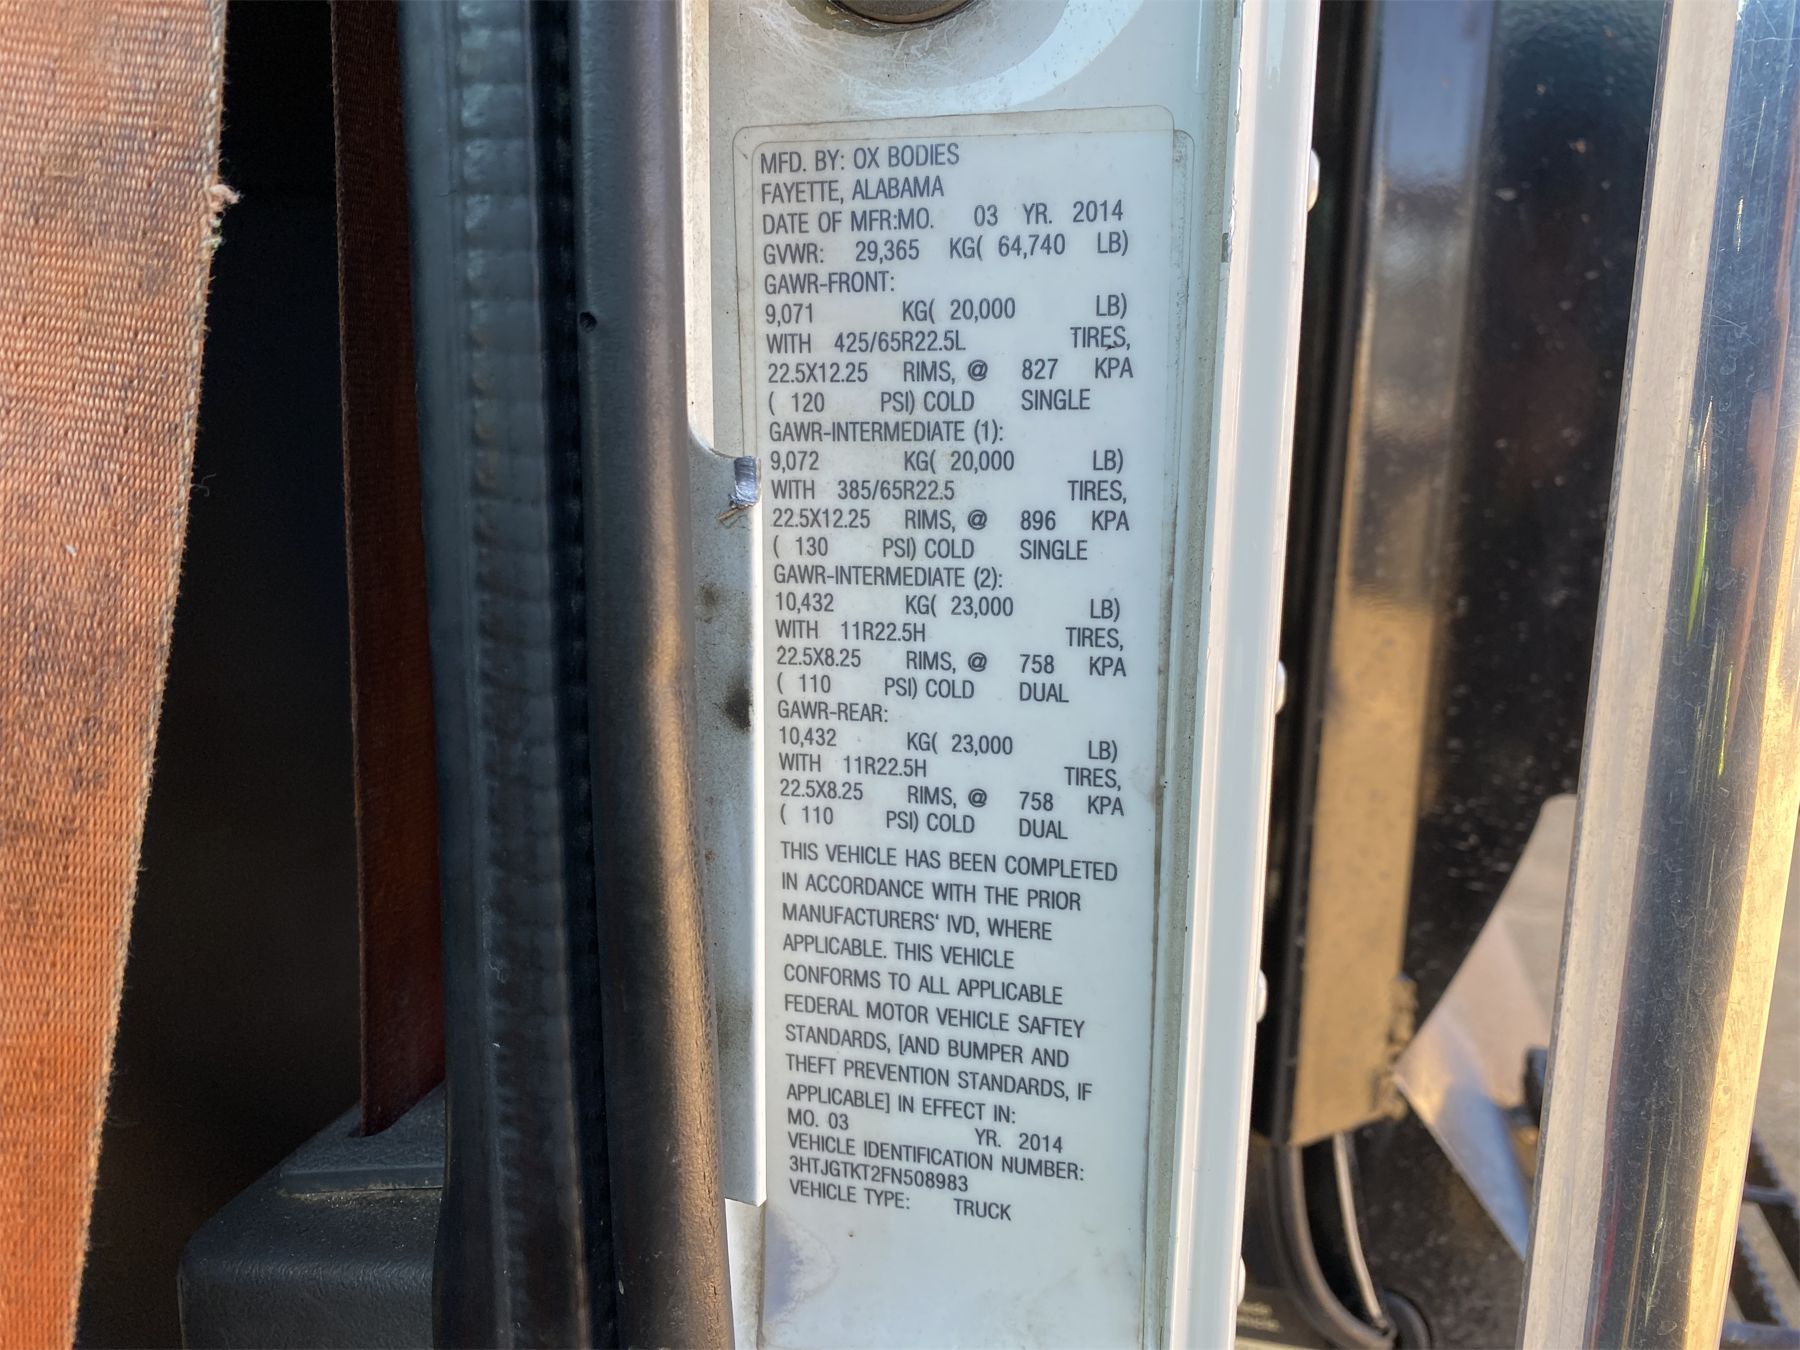 MFD. BY: OX BODIES
FAYETTE, ALABAMA
DATE OF MFR:MO. 03 YR. 2014
GVWR: 29,365 KG( 64,740 LB)
GAWR-FRONT:
9,071 KG( 20,000 LB)
WITH 425/65R22.5L TIRES,
22.5X12.25 RIMS, @ 827 KPA
( 120 PSI) COLD SINGLE
GAWR-INTERMEDIATE (1):
9,072 KG( 20,000 LB)
WITH 385/65R22.5 TIRES,
22.5X12.25 RIMS, @ 896 KPA
( 130 PSI) COLD SINGLE
GAWR-INTERMEDIATE (2):
10,432 KG( 23,000 LB)
WITH 11R22.5H TIRES,
22.5X8.25 RIMS, @ 758 KPA
( 110 PSI) COLD DUAL
GAWR-REAR:
10,432 KG( 23,000 LB)
WITH 11R22.5H TIRES,
22.5X8.25 RIMS, @ 758 KPA
( 110 PSI) COLD DUAL
THIS VEHICLE HAS BEEN COMPLETED
IN ACCORDANCE WITH THE PRIOR
MANUFACTURERS' IVD, WHERE
APPLICABLE. THIS VEHICLE
CONFORMS TO ALL APPLICABLE
FEDERAL MOTOR VEHICLE SAFTEY
STANDARDS, [AND BUMPER AND
THEFT PREVENTION STANDARDS, IF
APPLICABLE] IN EFFECT IN:
MO. 03 YR. 2014
VEHICLE IDENTIFICATION NUMBER:
3HTJGTKT2FN508983
VEHICLE TYPE: TRUCK